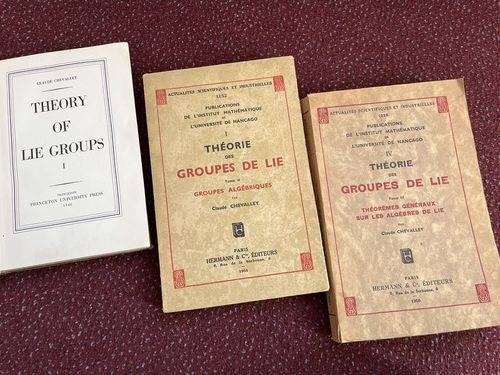 CLAUDE CHEVALLEY
THEORY
OF
LIE GROUPS
I
PRINCETON
PRINCETON UNIVERSITY PRESS
1946
ACTUALITÉS SCIENTIFIQUES ET INDUSTRIELLES
1152
PUBLICATIONS
DE L'INSTITUT MATHÉMATIQUE
DE
L'UNIVERSITÉ DE NANCAGO
I
THÉORIE
DES
GROUPES DE LIE
Tome II
GROUPES ALGÉBRIQUES
PAR
Claude CHEVALLEY
PARIS
HERMANN & Cie, ÉDITEURS
6, Rue de la Sorbonne, 6
1951
ACTUALITÉS SCIENTIFIQUES ET INDUSTRIELLES
1226
PUBLICATIONS
DE L'INSTITUT MATHÉMATIQUE
DE
L'UNIVERSITÉ DE NANCAGO
IV
THÉORIE
DES
GROUPES DE LIE
Tome III
THÉORÈMES GÉNÉRAUX
SUR LES ALGÈBRES DE LIE
PAR
Claude CHEVALLEY
PARIS
HERMANN & Cie, ÉDITEURS
6, Rue de la Sorbonne, 6
1955